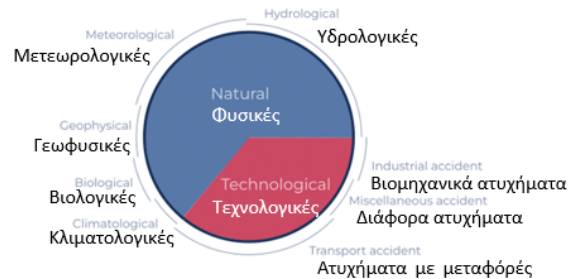 Hydrological
Υδρολογικές
Meteorological
Μετεωρολογικές
Natural
Φυσικές
Geophysical
Γεωφυσικές
Industrial accident
Βιομηχανικά ατυχήματα
Biological
Βιολογικές
Technological
Τεχνολογικές
Miscellaneous accident
Διάφορα ατυχήματα
Climatological
Κλιματολογικές
Transport accident
Ατυχήματα με μεταφορές